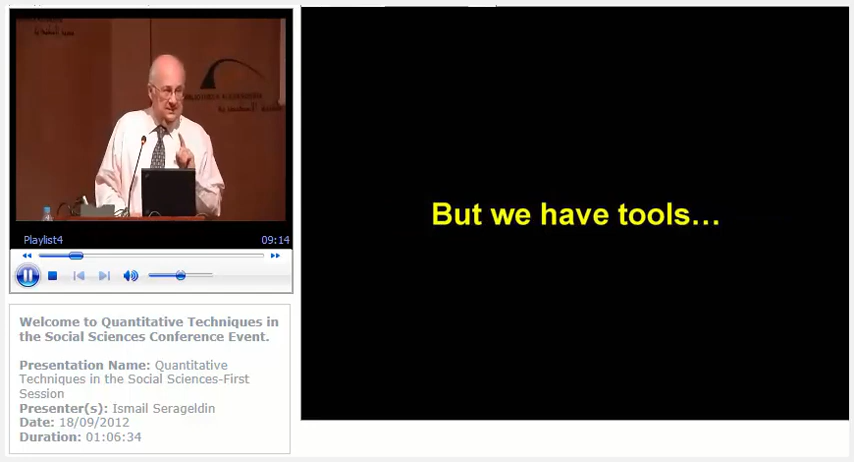 BIBLIOTHECA ALEXANDRINA
Playlist4
09:14
Welcome to Quantitative Techniques in
the Social Sciences Conference Event.
Presentation Name: Quantitative
Techniques in the Social Sciences-First
Session
Presenter(s): Ismail Serageldin
Date: 18/09/2012
Duration: 01:06:34
But we have tools...